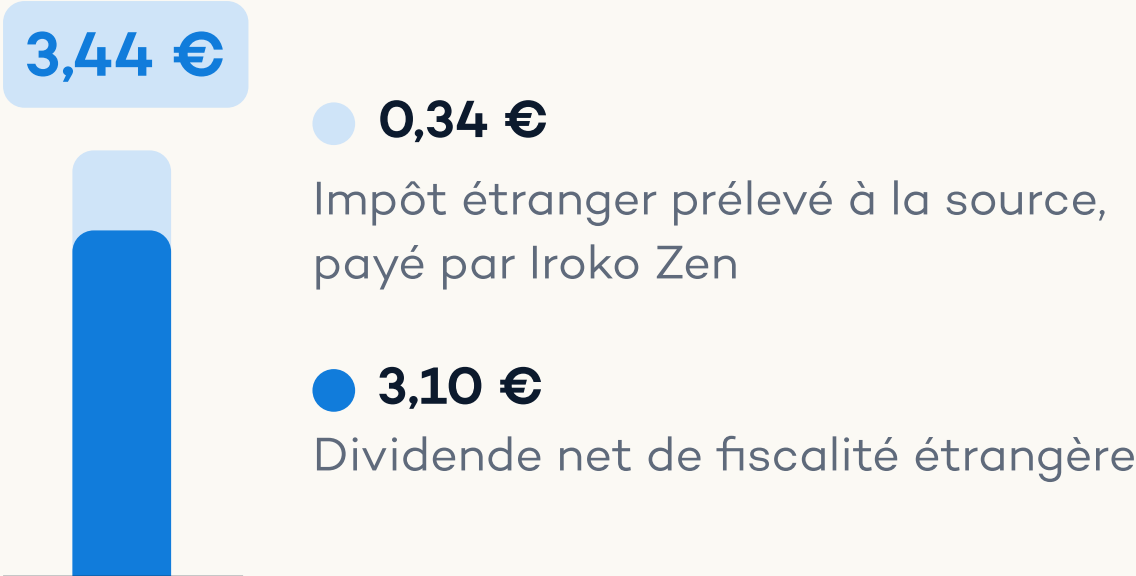 3,44 €
0,34 €
Impôt étranger prélevé à la source,
payé par Iroko Zen
3,10 €
Dividende net de fiscalité étrangère